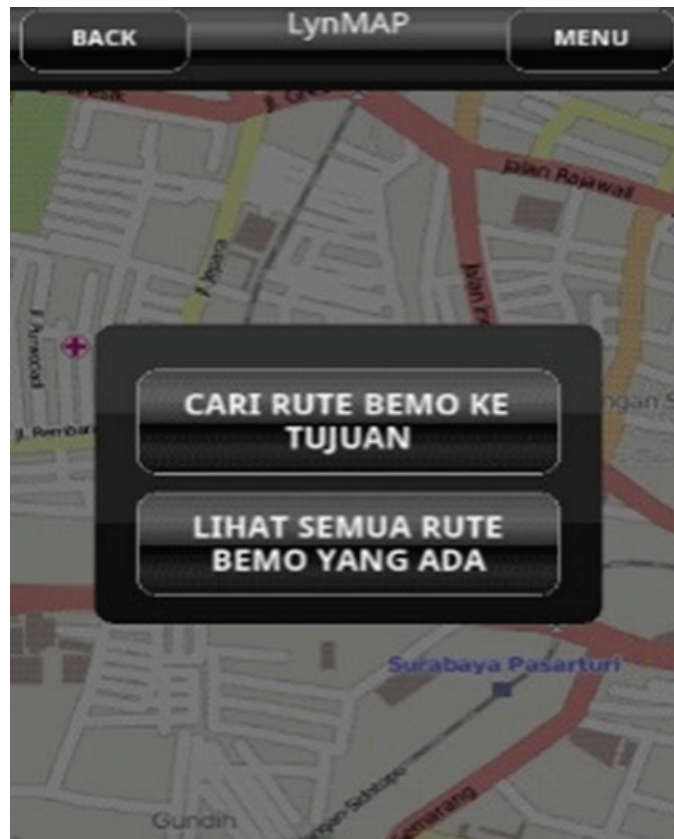 BACK
LynMAP
MENU
Jalan Rajawali
CARI RUTE BEMO KE
TUJUAN
LIHAT SEMUA RUTE
BEMO YANG ADA
Surabaya Pasarturi
Gundih